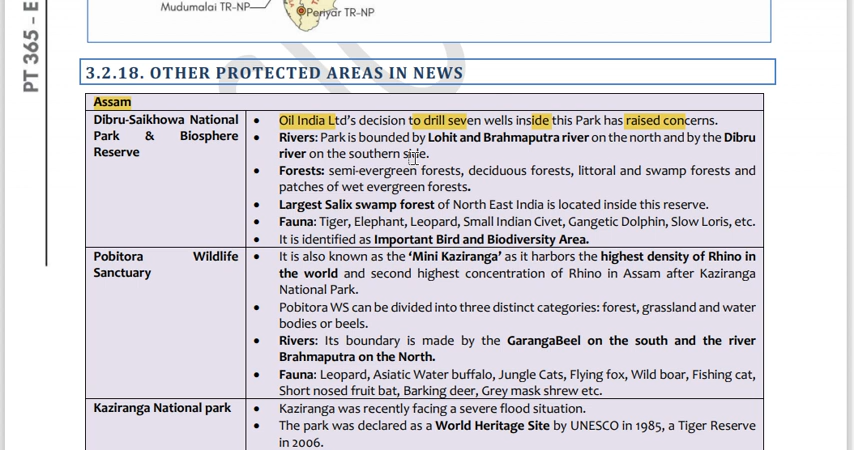 Mudumalai TR-NP
Periyar TR-NP
PT 365 - E
3.2.18. OTHER PROTECTED AREAS IN NEWS
Assam
Dibru-Saikhowa National
Park & Biosphere
Reserve
• Oil India Ltd's decision to drill seven wells inside this Park has raised concerns.
• Rivers: Park is bounded by Lohit and Brahmaputra river on the north and by the Dibru
river on the southern side.
• Forests: semi-evergreen forests, deciduous forests, littoral and swamp forests and
patches of wet evergreen forests.
• Largest Salix swamp forest of North East India is located inside this reserve.
• Fauna: Tiger, Elephant, Leopard, Small Indian Civet, Gangetic Dolphin, Slow Loris, etc.
• It is identified as Important Bird and Biodiversity Area.
Pobitora Wildlife
Sanctuary
• It is also known as the 'Mini Kaziranga' as it harbors the highest density of Rhino in
the world and second highest concentration of Rhino in Assam after Kaziranga
National Park.
• Pobitora WS can be divided into three distinct categories: forest, grassland and water
bodies or beels.
• Rivers: Its boundary is made by the GarangaBeel on the south and the river
Brahmaputra on the North.
• Fauna: Leopard, Asiatic Water buffalo, Jungle Cats, Flying fox, Wild boar, Fishing cat,
Short nosed fruit bat, Barking deer, Grey mask shrew etc.
Kaziranga National park
• Kaziranga was recently facing a severe flood situation.
• The park was declared as a World Heritage Site by UNESCO in 1985, a Tiger Reserve
in 2006.